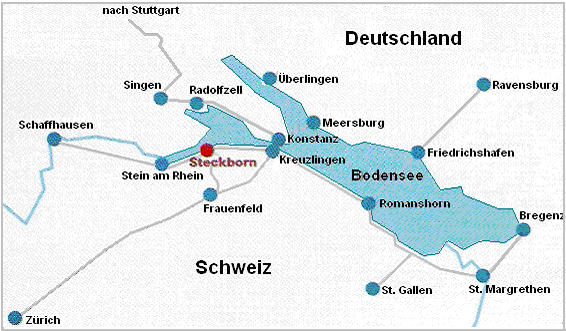 nach Stuttgart
Deutschland
Überlingen
Singen
Radolfzell
Ravensburg
Schaffhausen
Meersburg
Konstanz
Friedrichshafen
Steckborn
Kreuzlingen
Stein am Rhein
Bodensee
Frauenfeld
Romanshorn
Bregenz
Schweiz
St. Gallen
St. Margrethen
Zürich